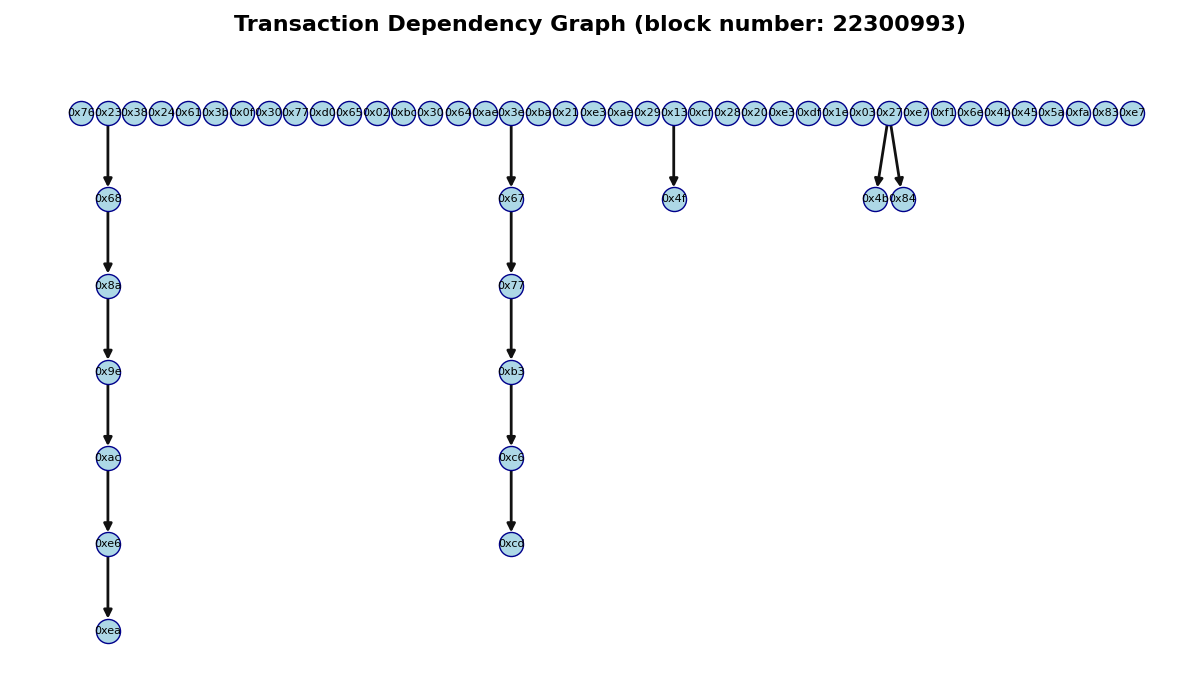 Transaction Dependency Graph (block number: 22300993)
0x76 0x23 0x38 0x24 0x61 0x3b 0x0f 0x30 0x77 0xd0 0x65 0x02 0xbc 0x30 0x64 0xae 0x3e 0xba 0x21 0xe3 0xae 0x29 0x13 0xcf 0x28 0x20 0xe3 0xdf 0x1e 0x03 0x27 0xe7 0xf1 0x6e 0x4b 0x45 0x5a 0xfa 0x83 0xe7
0x68 0x67 0x4f 0x4b 0x84
0x8a 0x77
0x9e 0xb3
0xac 0xc6
0xe6 0xcd
0xea